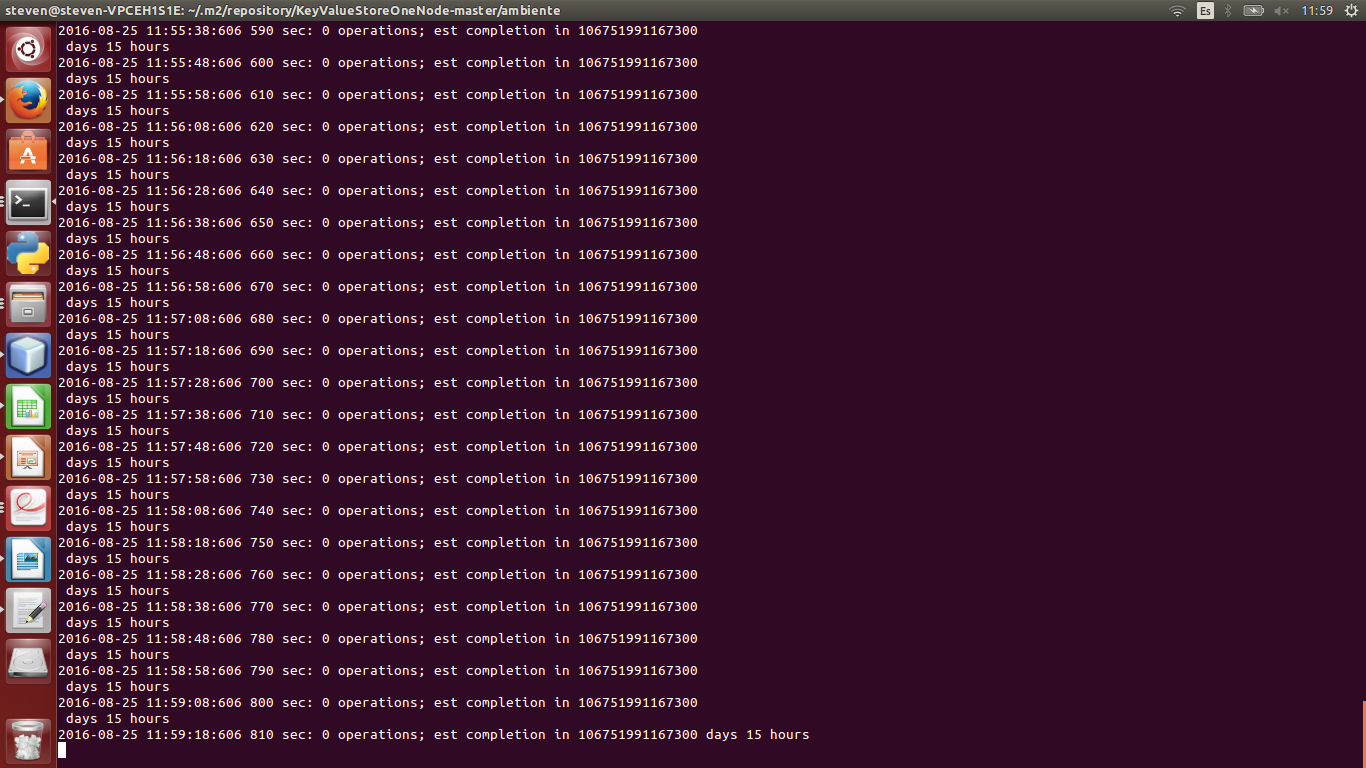 steven@steven-VPCEH1S1E: ~/.m2/repository/KeyValueStoreOneNode-master/ambiente
Es
11:59
2016-08-25 11:55:38:606 590 sec: 0 operations; est completion in 106751991167300
days 15 hours
2016-08-25 11:55:48:606 600 sec: 0 operations; est completion in 106751991167300
days 15 hours
2016-08-25 11:55:58:606 610 sec: 0 operations; est completion in 106751991167300
days 15 hours
2016-08-25 11:56:08:606 620 sec: 0 operations; est completion in 106751991167300
days 15 hours
2016-08-25 11:56:18:606 630 sec: 0 operations; est completion in 106751991167300
days 15 hours
2016-08-25 11:56:28:606 640 sec: 0 operations; est completion in 106751991167300
days 15 hours
2016-08-25 11:56:38:606 650 sec: 0 operations; est completion in 106751991167300
days 15 hours
2016-08-25 11:56:48:606 660 sec: 0 operations; est completion in 106751991167300
days 15 hours
2016-08-25 11:56:58:606 670 sec: 0 operations; est completion in 106751991167300
days 15 hours
2016-08-25 11:57:08:606 680 sec: 0 operations; est completion in 106751991167300
days 15 hours
2016-08-25 11:57:18:606 690 sec: 0 operations; est completion in 106751991167300
days 15 hours
2016-08-25 11:57:28:606 700 sec: 0 operations; est completion in 106751991167300
days 15 hours
2016-08-25 11:57:38:606 710 sec: 0 operations; est completion in 106751991167300
days 15 hours
2016-08-25 11:57:48:606 720 sec: 0 operations; est completion in 106751991167300
days 15 hours
2016-08-25 11:57:58:606 730 sec: 0 operations; est completion in 106751991167300
days 15 hours
2016-08-25 11:58:08:606 740 sec: 0 operations; est completion in 106751991167300
days 15 hours
2016-08-25 11:58:18:606 750 sec: 0 operations; est completion in 106751991167300
days 15 hours
2016-08-25 11:58:28:606 760 sec: 0 operations; est completion in 106751991167300
days 15 hours
2016-08-25 11:58:38:606 770 sec: 0 operations; est completion in 106751991167300
days 15 hours
2016-08-25 11:58:48:606 780 sec: 0 operations; est completion in 106751991167300
days 15 hours
2016-08-25 11:58:58:606 790 sec: 0 operations; est completion in 106751991167300
days 15 hours
2016-08-25 11:59:08:606 800 sec: 0 operations; est completion in 106751991167300
days 15 hours
2016-08-25 11:59:18:606 810 sec: 0 operations; est completion in 106751991167300 days 15 hours